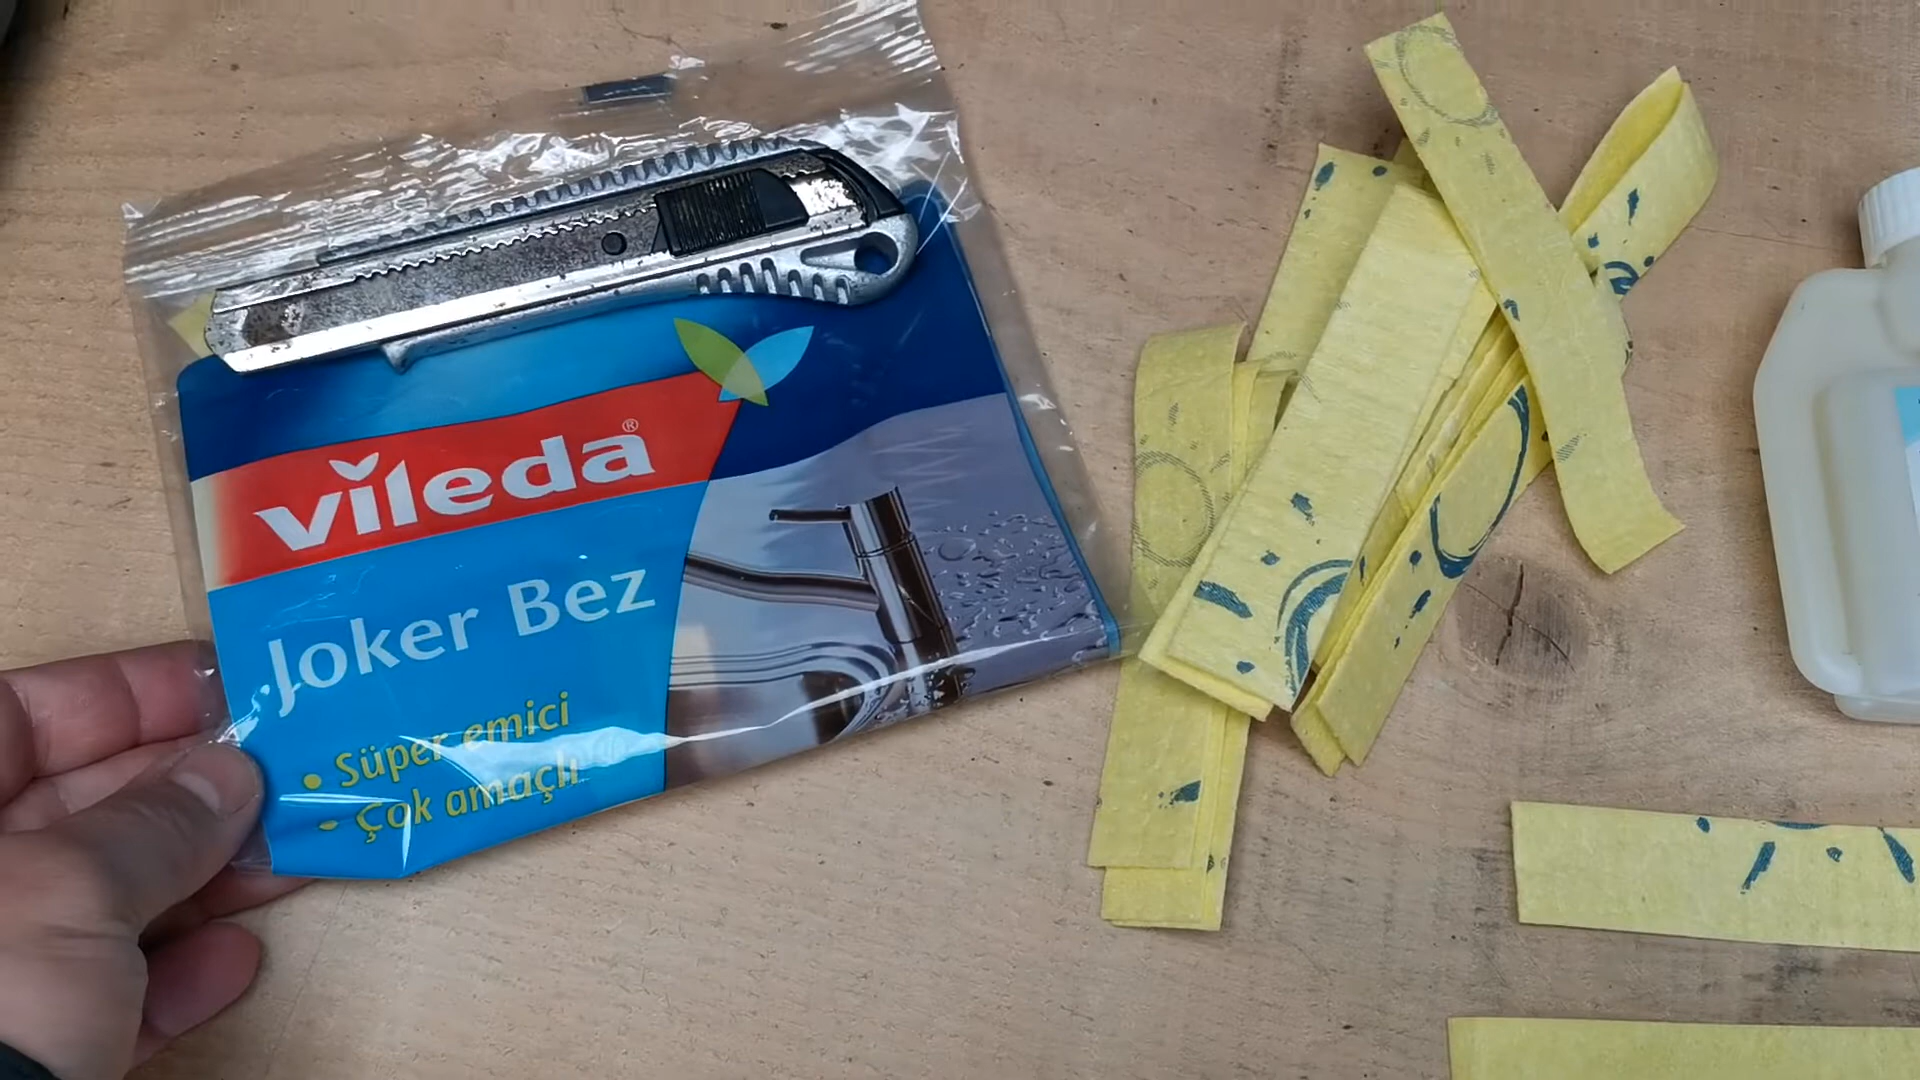 vileda®
Joker Bez
• Süper emici
• Çok amaçlı